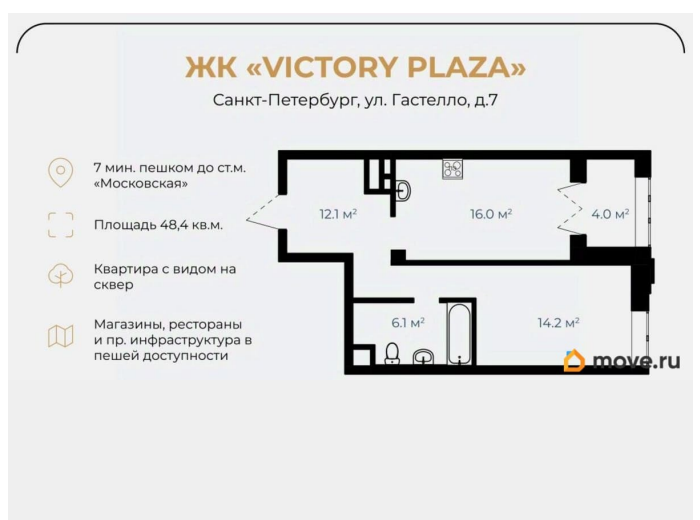 ЖК «VICTORY PLAZA»
Санкт-Петербург, ул. Гастелло, д.7
7 мин. пешком до ст.м.
«Московская»
Площадь 48,4 кв.м.
Квартира с видом на
сквер
Магазины, рестораны
и пр. инфраструктура в
пешей доступности
12.1 м²
16.0 м²
4.0 м²
6.1 м²
14.2 м²
move.ru